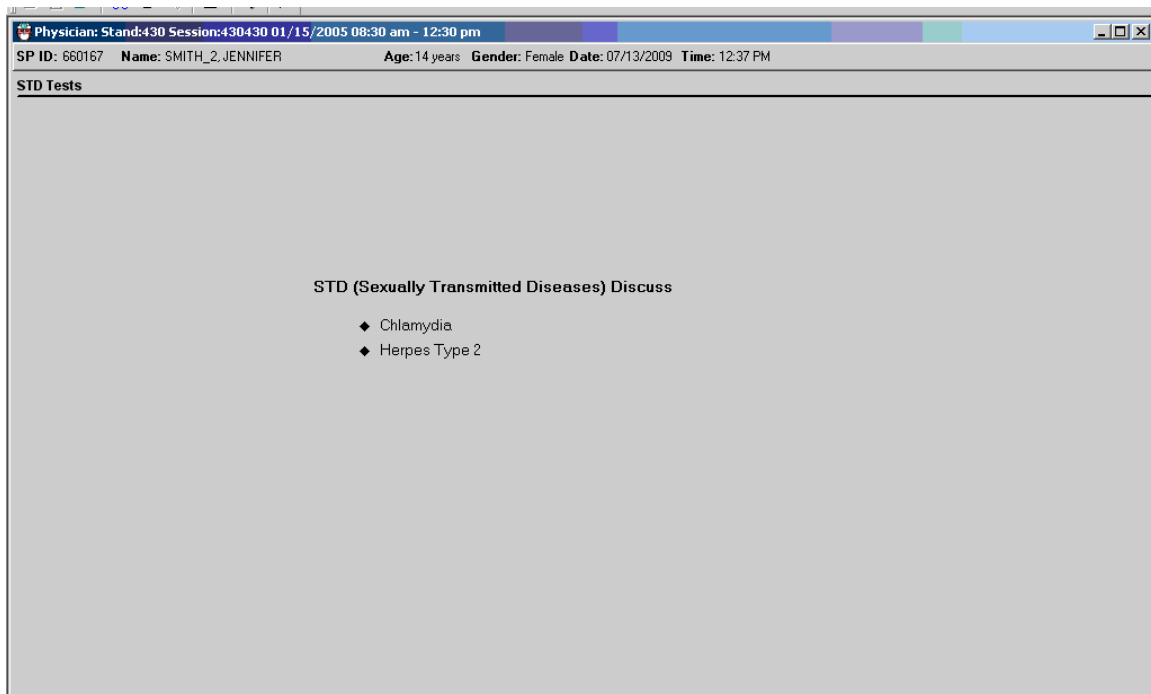 Physician: Stand:430 Session:430430 01/15/2005 08:30 am - 12:30 pm
SP ID: 660167 Name: SMITH_2, JENNIFER Age: 14 years Gender: Female Date: 07/13/2009 Time: 12:37 PM
STD Tests
STD (Sexually Transmitted Diseases) Discuss
◆ Chlamydia
◆ Herpes Type 2